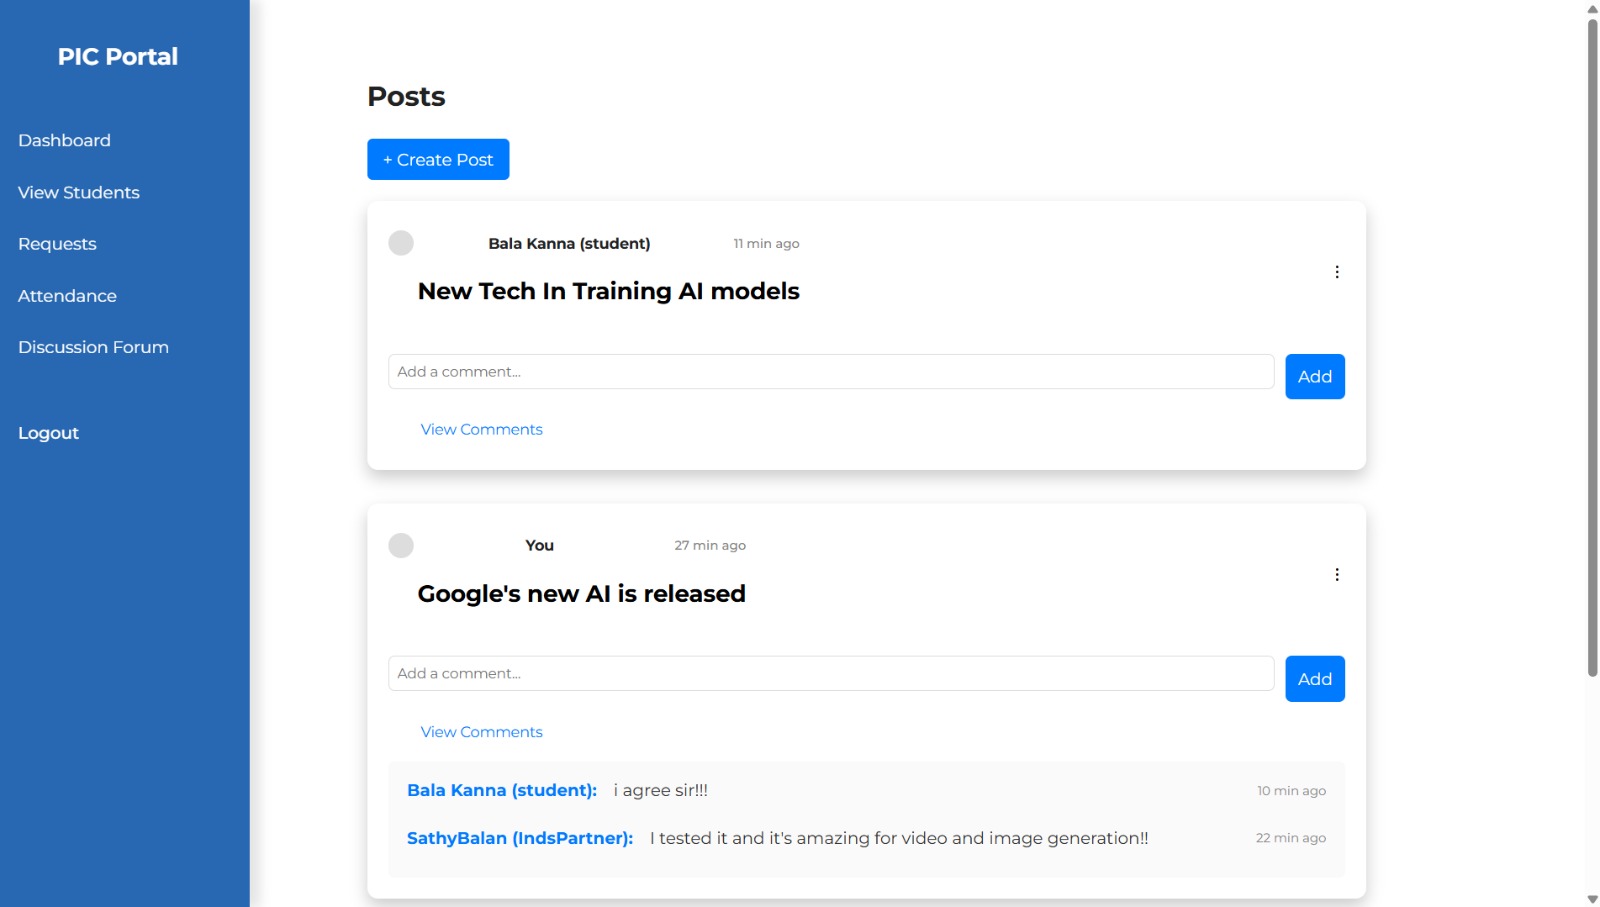 PIC Portal
Dashboard
View Students
Requests
Attendance
Discussion Forum
Logout
Posts
+ Create Post
Bala Kanna (student) 11 min ago
New Tech In Training AI models
Add a comment...
Add
View Comments
You 27 min ago
Google's new AI is released
Add a comment...
Add
View Comments
Bala Kanna (student): i agree sir!!! 10 min ago
SathyBalan (IndsPartner): I tested it and it's amazing for video and image generation!! 22 min ago